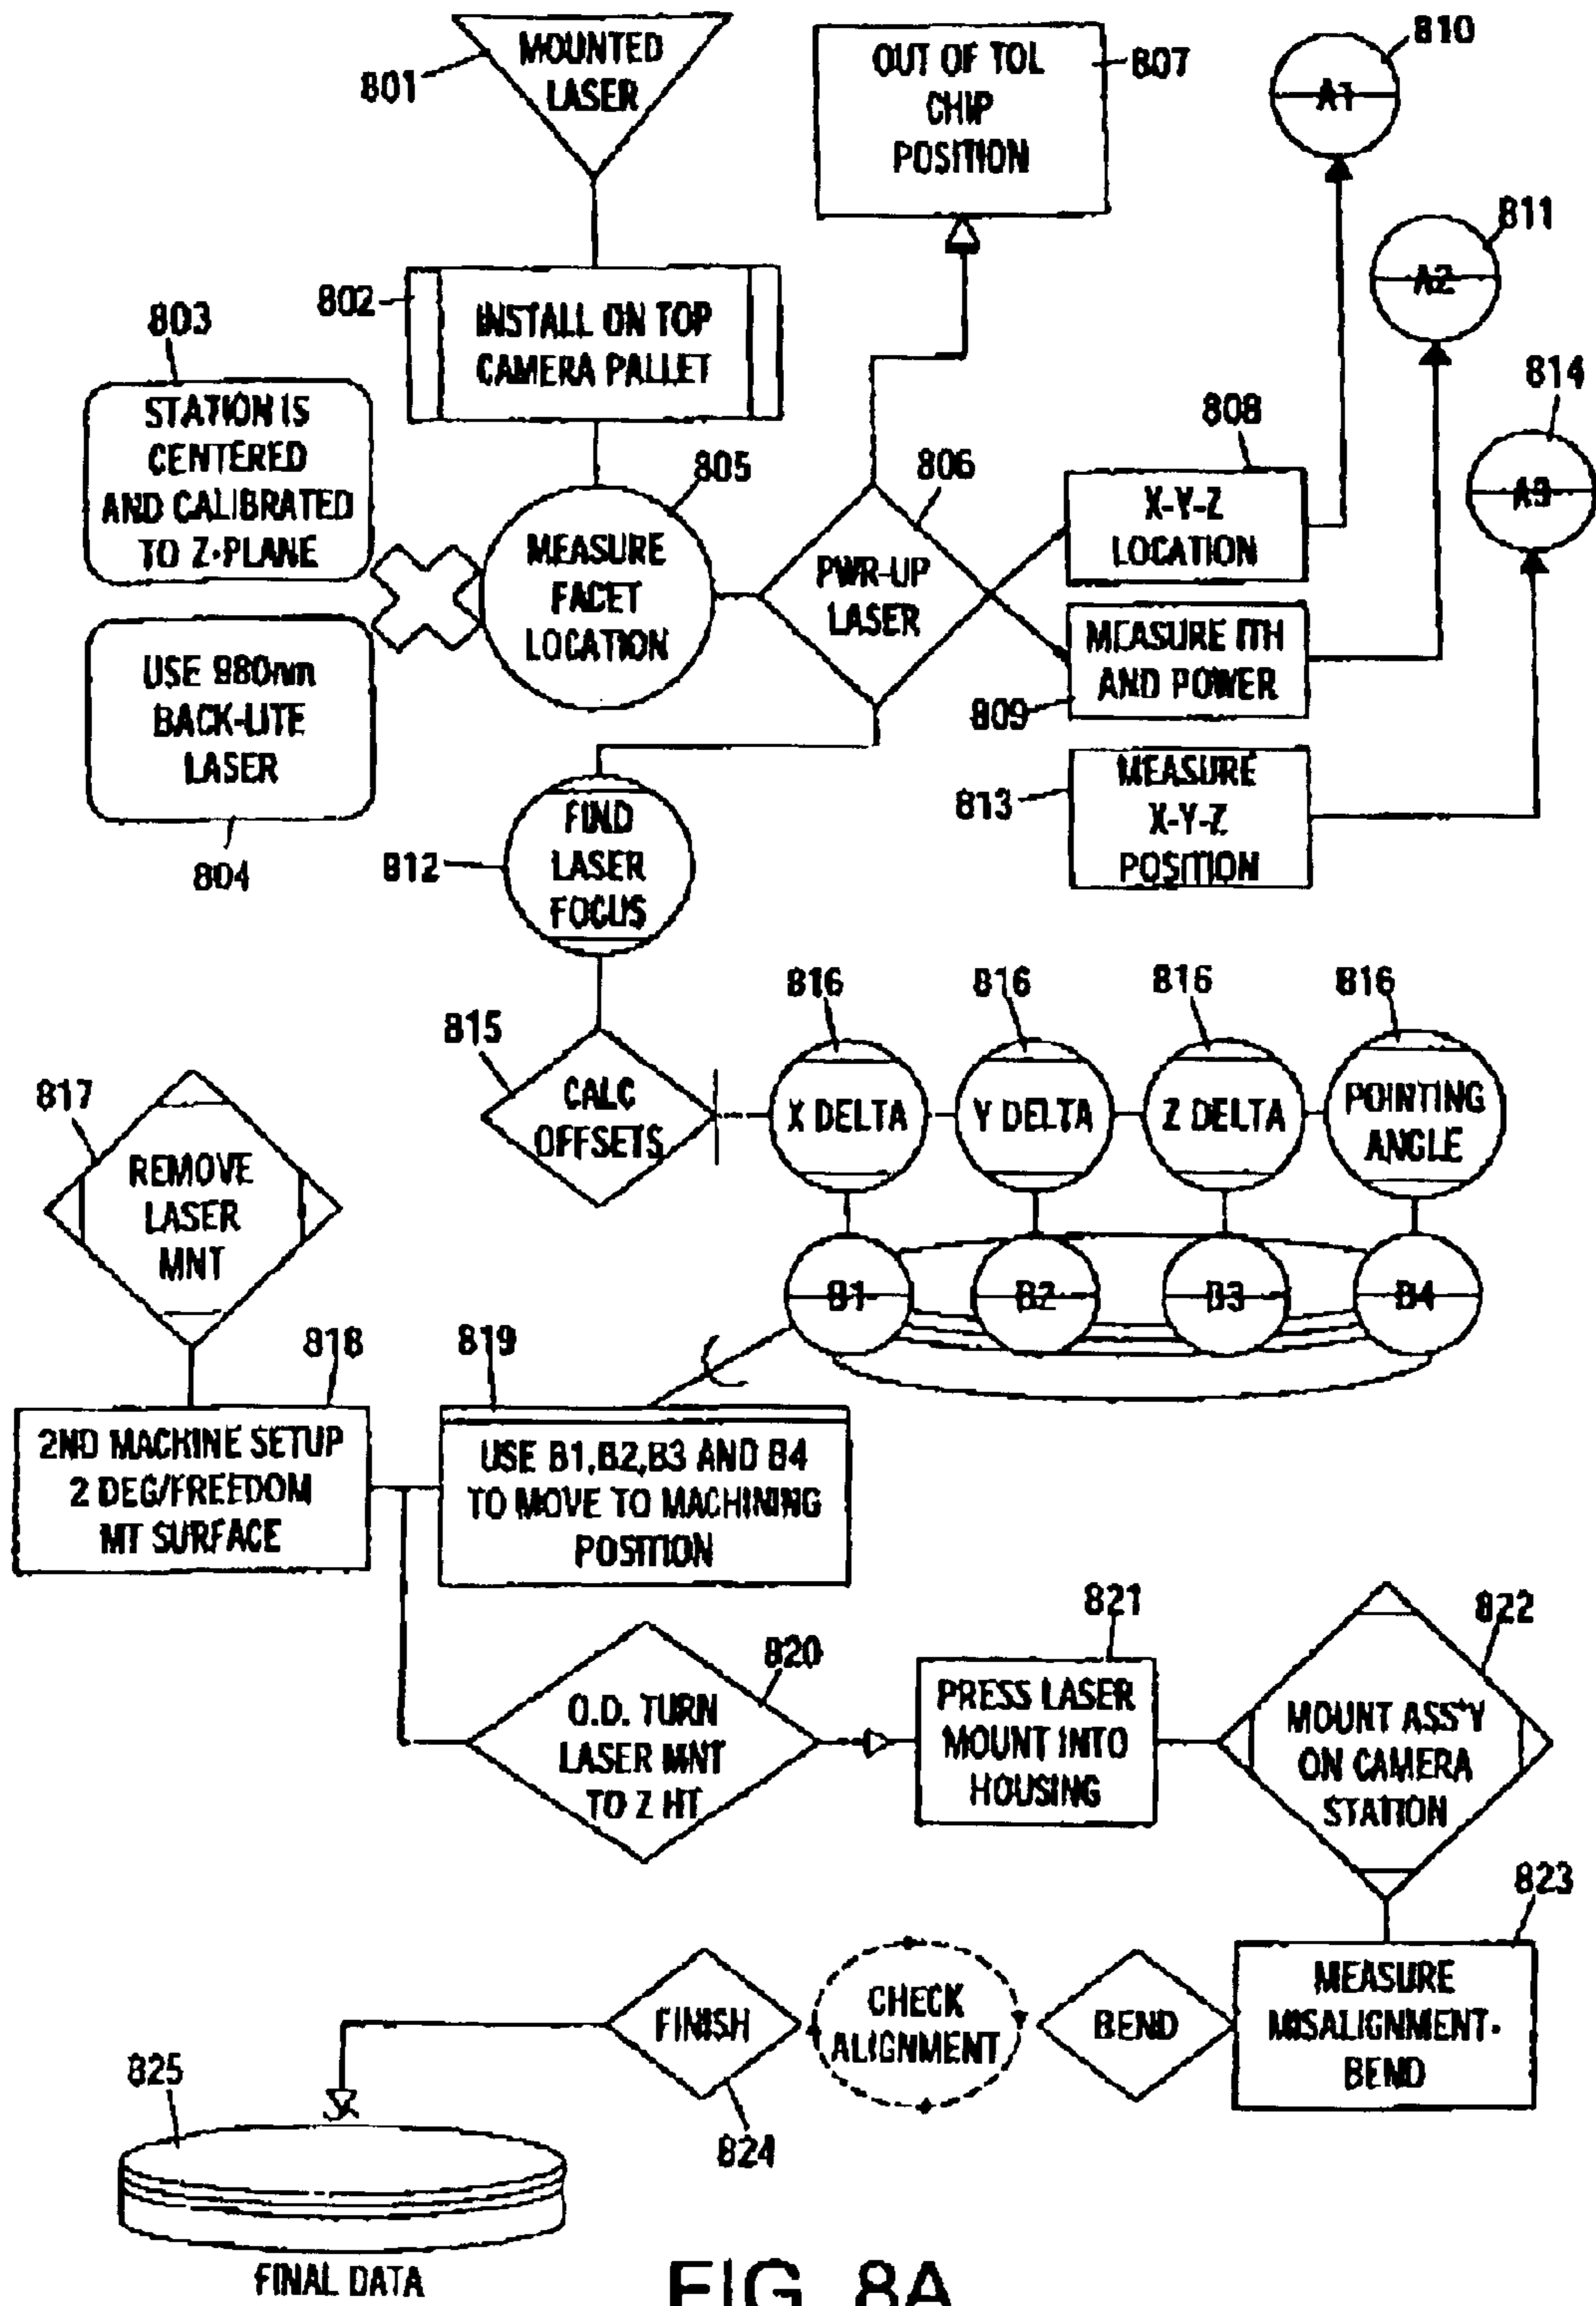 801
MOUNTED
LASER
802
INSTALL ON TOP
CAMERA PALLET
803
STATION IS
CENTERED
AND CALIBRATED
TO Z-PLANE
USE 980nm
BACK-LITE
LASER
804
805
MEASURE
FACET
LOCATION
806
PWR-UP
LASER
OUT OF TOL
CHIP
POSITION
807
808
X-Y-Z
LOCATION
809
MEASURE ITH
AND POWER
810
A1
811
A2
812
FIND
LASER
FOCUS
813
MEASURE
X-Y-Z
POSITION
814
A3
815
CALC
OFFSETS
816
X DELTA
816
Y DELTA
816
Z DELTA
816
POINTING
ANGLE
B1
B2
B3
B4
817
REMOVE
LASER
MNT
818
2ND MACHINE SETUP
2 DEG/FREEDOM
MT SURFACE
819
USE B1,B2,B3 AND B4
TO MOVE TO MACHINING
POSITION
820
O.D. TURN
LASER MNT
TO Z HT
821
PRESS LASER
MOUNT INTO
HOUSING
822
MOUNT ASS'Y
ON CAMERA
STATION
823
MEASURE
MISALIGNMENT-
BEND
BEND
CHECK
ALIGNMENT
FINISH
824
825
FINAL DATA
FIG. 8A